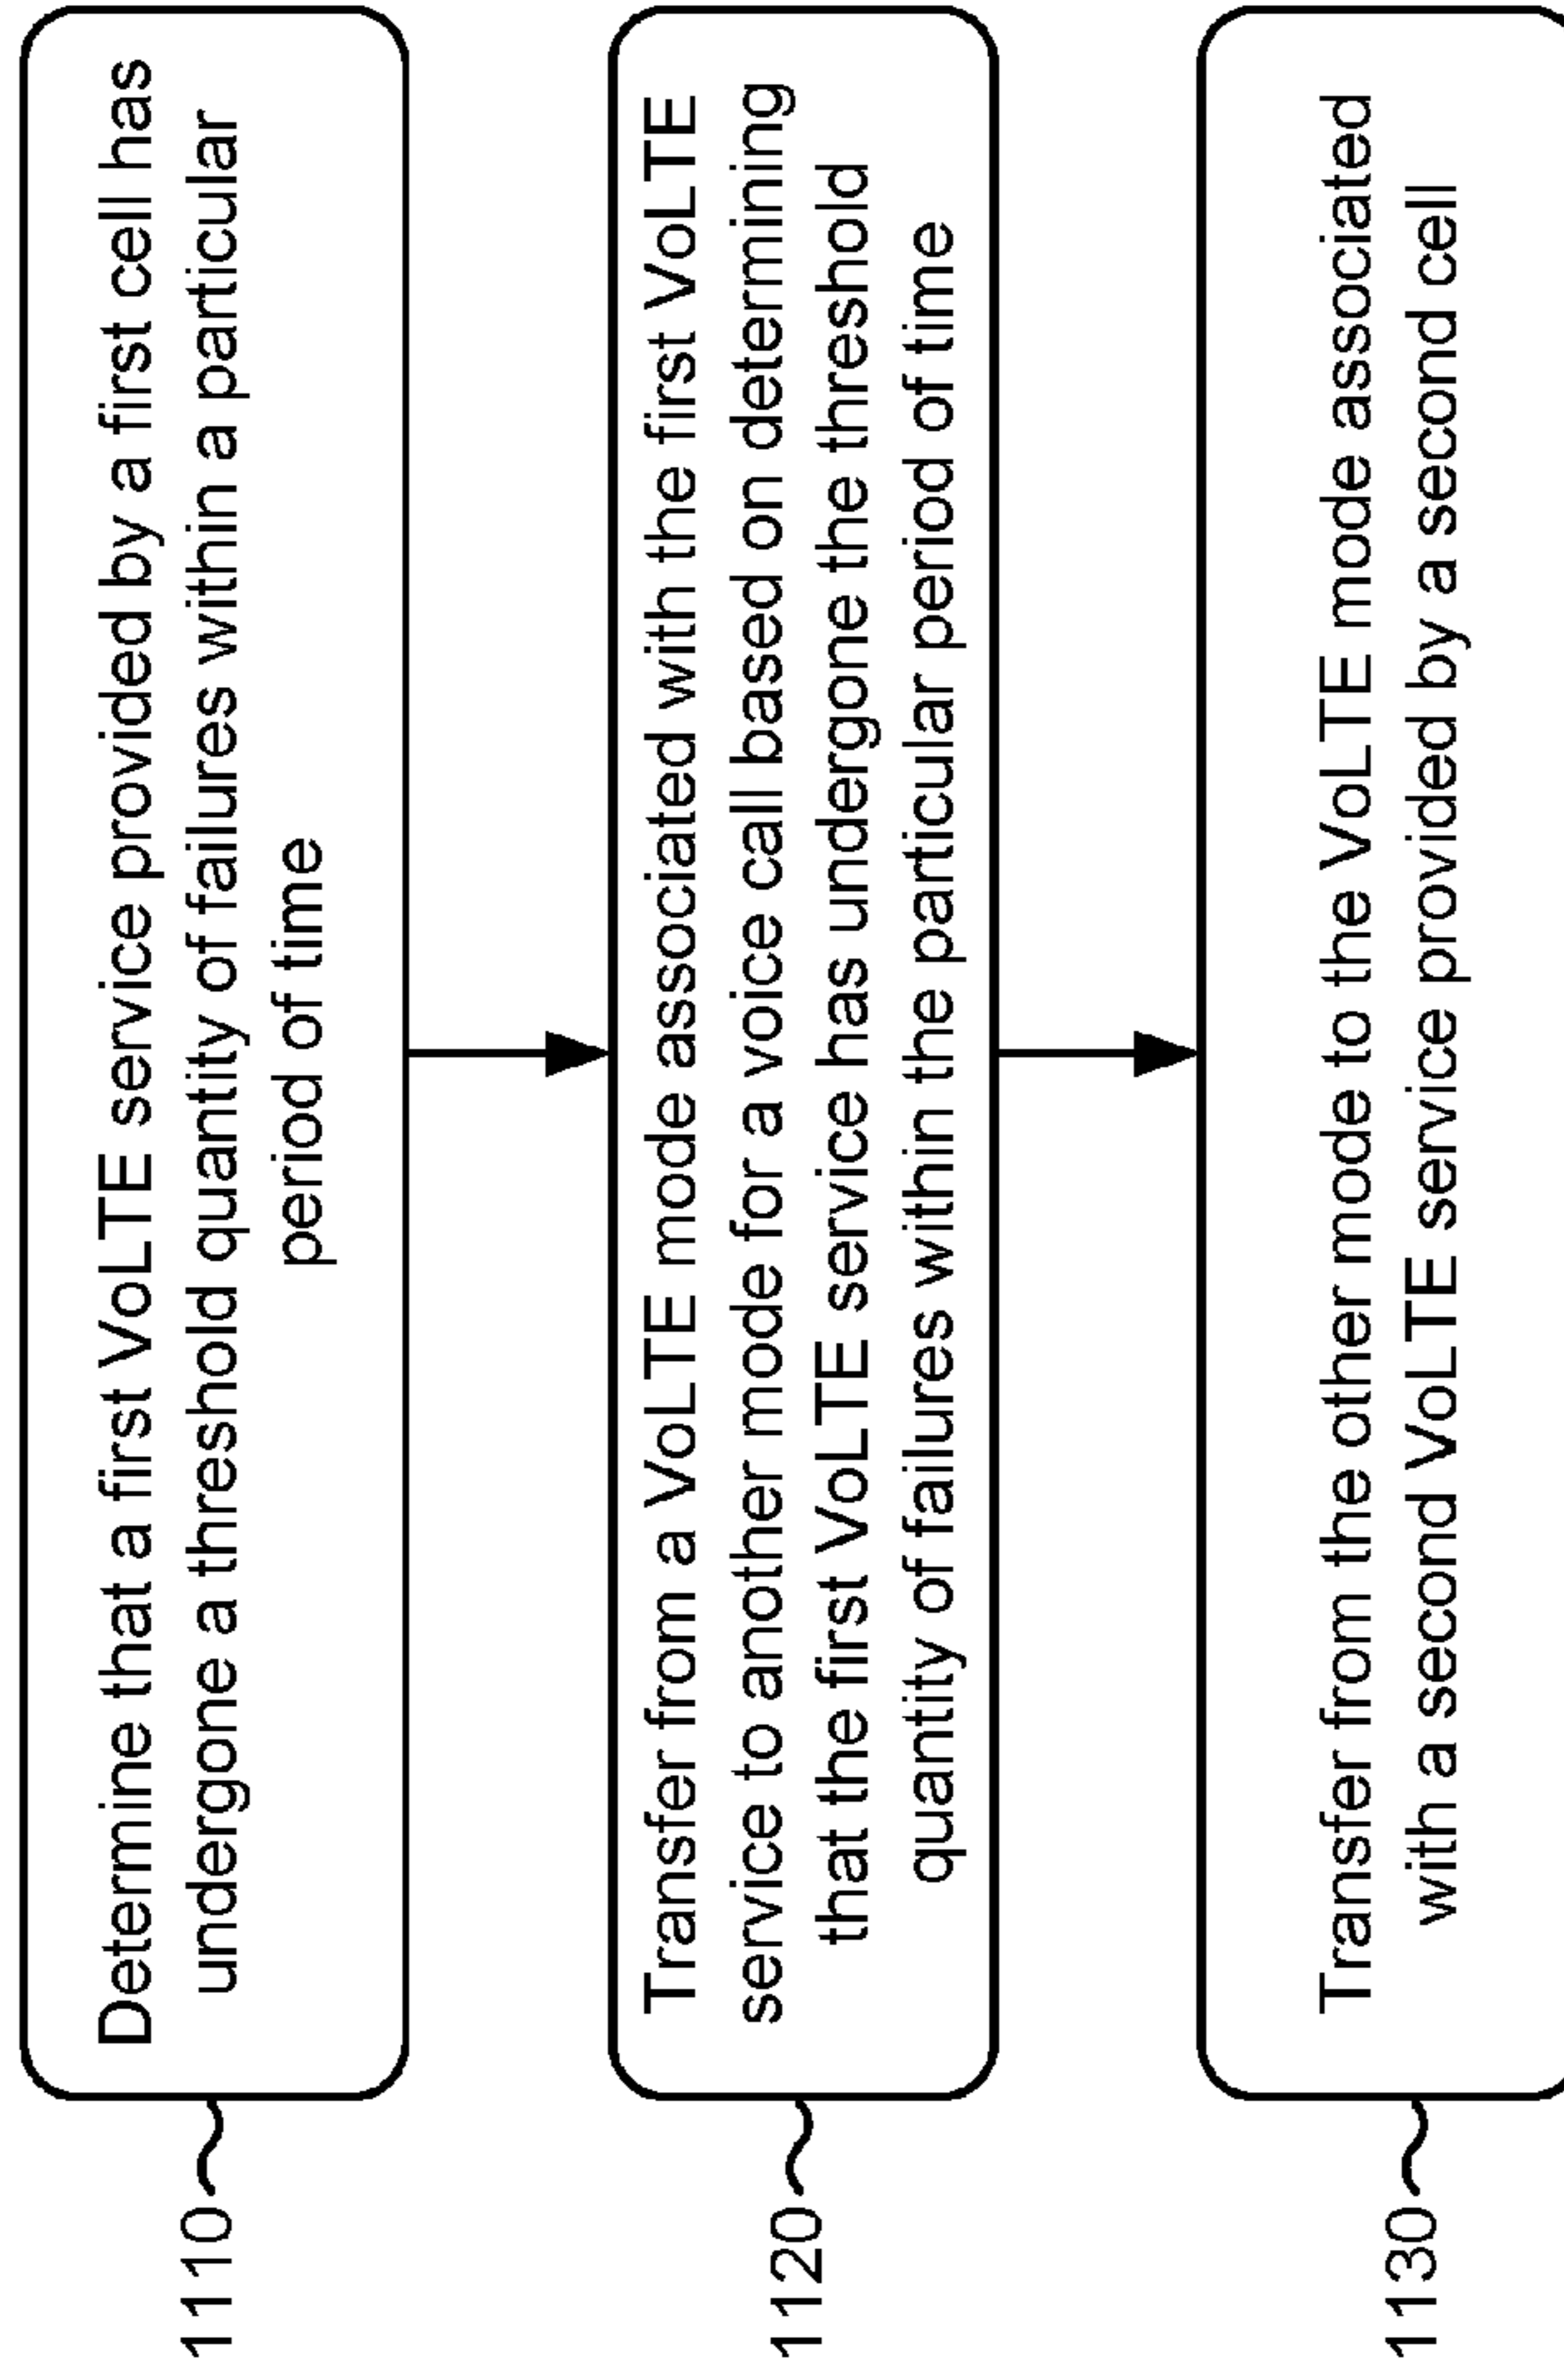 1110
Determine that a first VoLTE service provided by a first cell has
undergone a threshold quantity of failures within a particular
period of time
1120
Transfer from a VoLTE mode associated with the first VoLTE
service to another mode for a voice call based on determining
that the first VoLTE service has undergone the threshold
quantity of failures within the particular period of time
1130
Transfer from the other mode to the VoLTE mode associated
with a second VoLTE service provided by a second cell